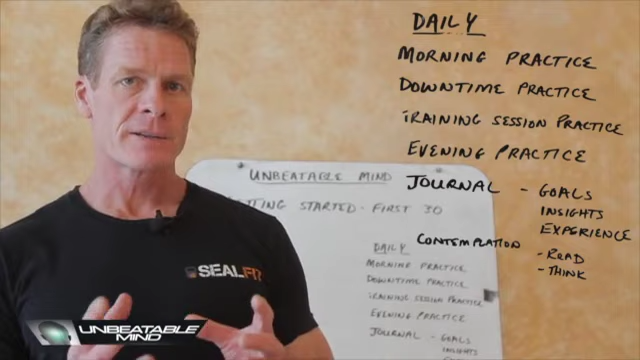 DAILY
MORNING PRACTICE
DOWNTIME PRACTICE
TRAINING SESSION PRACTICE
EVENING PRACTICE
JOURNAL - GOALS
INSIGHTS
EXPERIENCE
CONTEMPLATION - READ
- THINK
UNBEATABLE MIND
STARTED - FIRST 30
DAILY
MORNING PRACTICE
DOWNTIME PRACTICE
TRAINING SESSION PRACTICE
EVENING PRACTICE
JOURNAL - GOALS
INSIGHTS
SEALFIT
UNBEATABLE
MIND